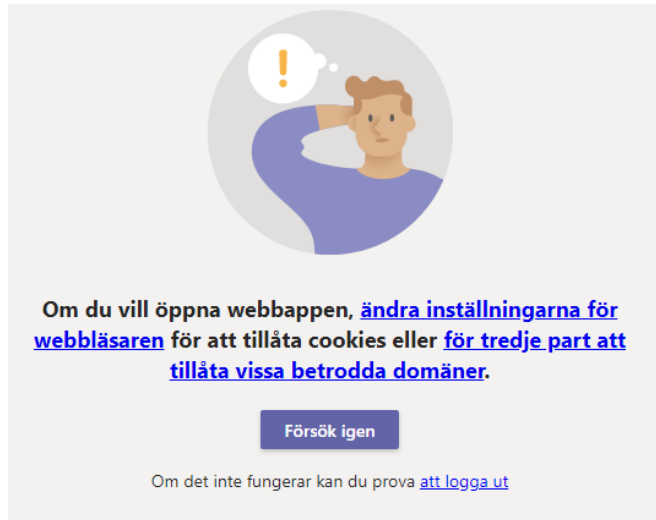 !
Om du vill öppna webbappen, ändra inställningarna för
webbläsaren för att tillåta cookies eller för tredje part att
tillåta vissa betrodda domäner.
Försök igen
Om det inte fungerar kan du prova att logga ut